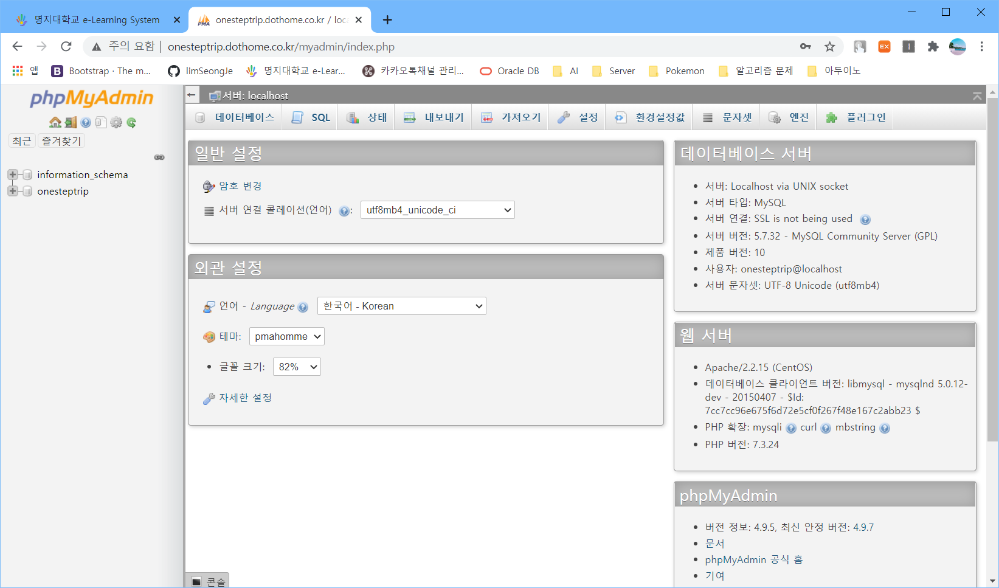 명지대학교 e-Learning System
onesteptrip.dothome.co.kr / loc
주의 요함 | onesteptrip.dothome.co.kr/myadmin/index.php
EX
앱
Bootstrap · The m...
limSeongJe
명지대학교 e-Lear...
카카오톡채널 관리...
Oracle DB
AI
Server
Pokemon
알고리즘 문제
아두이노
phpMyAdmin
최근 즐겨찾기
information_schema
onesteptrip
서버: localhost
데이터베이스 SQL 상태 내보내기 가져오기 설정 환경설정값 문자셋 엔진 플러그인
일반 설정
암호 변경
서버 연결 콜레이션(언어) : utf8mb4_unicode_ci
외관 설정
언어 - Language 한국어 - Korean
테마: pmahomme
글꼴 크기: 82%
자세한 설정
데이터베이스 서버
서버: Localhost via UNIX socket
서버 타입: MySQL
서버 연결: SSL is not being used
서버 버전: 5.7.32 - MySQL Community Server (GPL)
제품 버전: 10
사용자: onesteptrip@localhost
서버 문자셋: UTF-8 Unicode (utf8mb4)
웹 서버
Apache/2.2.15 (CentOS)
데이터베이스 클라이언트 버전: libmysql - mysqlnd 5.0.12-
dev - 20150407 - $Id:
7cc7cc96e675f6d72e5cf0f267f48e167c2abb23 $
PHP 확장: mysqli curl mbstring
PHP 버전: 7.3.24
phpMyAdmin
버전 정보: 4.9.5, 최신 안정 버전: 4.9.7
문서
phpMyAdmin 공식 홈
기여
콘솔